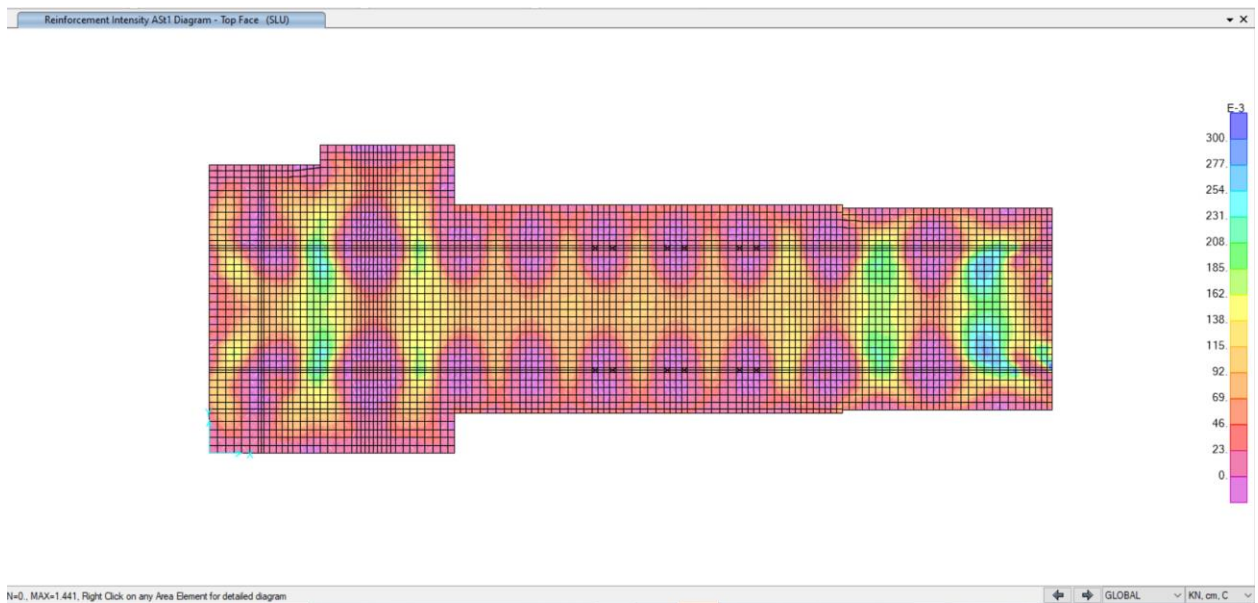 Reinforcement Intensity ASt1 Diagram - Top Face (SLU)
E-3
300.
277.
254.
231.
208.
185.
162.
138.
115.
92.
69.
46.
23.
0.
N=0., MAX=1.441, Right Click on any Area Element for detailed diagram
GLOBAL
KN, cm, C